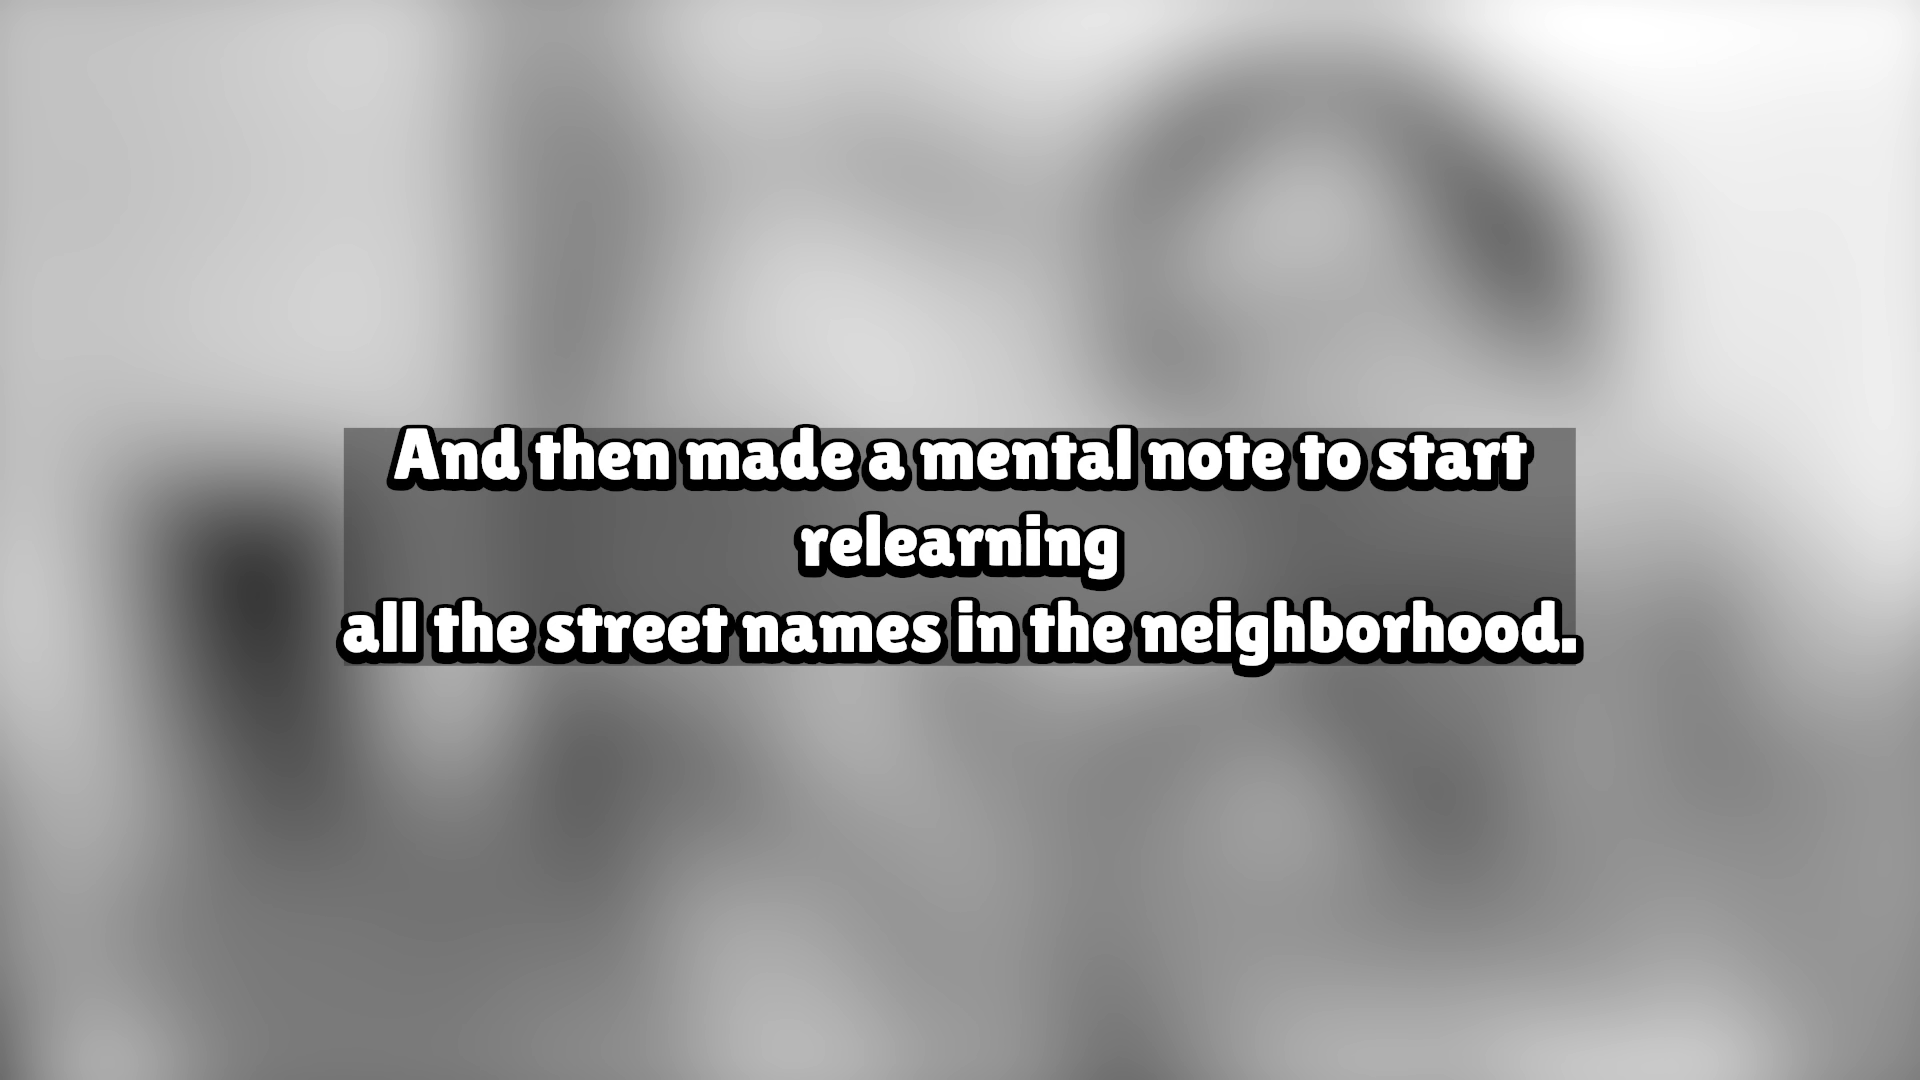 And then made a mental note to start
relearning
all the street names in the neighborhood.